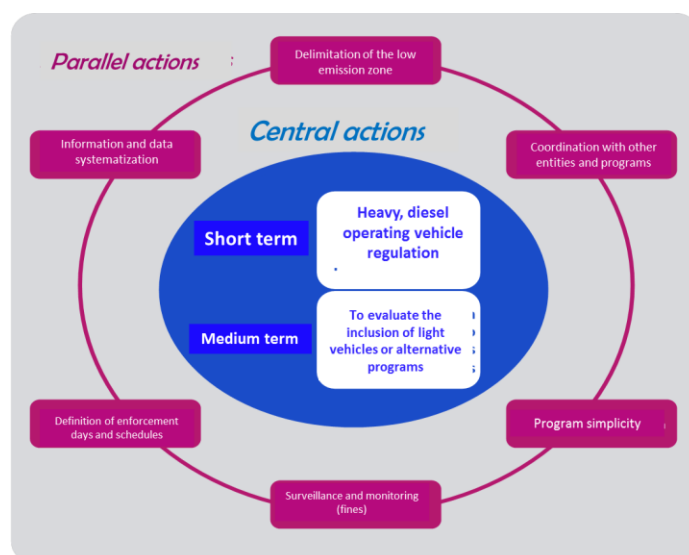 Parallel actions :
Delimitation of the low
emission zone
Information and data
systematization
Central actions
Coordination with other
entities and programs
Short term
Heavy, diesel
operating vehicle
regulation
.
Medium term
To evaluate the
inclusion of light
vehicles or alternative
programs
Definition of enforcement
days and schedules
Program simplicity
Surveillance and monitoring
(fines)